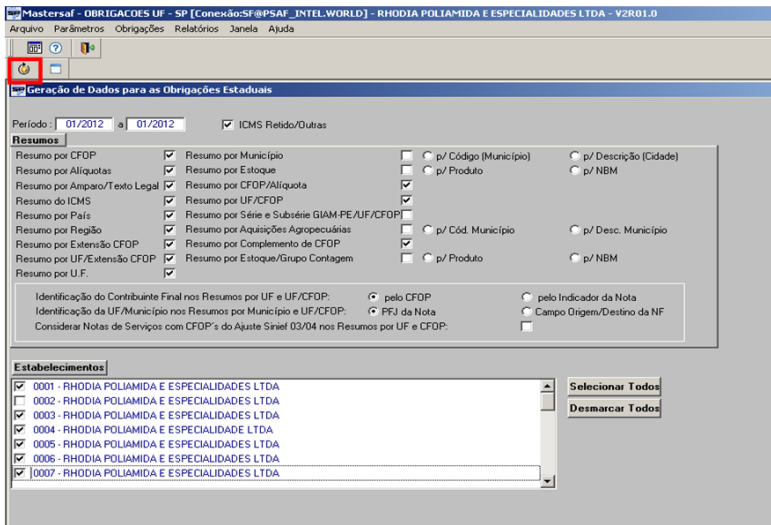 Mastersaf - OBRIGACOES UF - SP [Conexão:SF@PSAF_INTEL.WORLD] - RHODIA POLIAMIDA E ESPECIALIDADES LTDA - V2R01.0
Arquivo Parâmetros Obrigações Relatórios Janela Ajuda
Geração de Dados para as Obrigações Estaduais
Período : 01/2012 a 01/2012 ICMS Retido/Outras
Resumos
Resumo por CFOP Resumo por Município p/ Código (Município) p/ Descrição (Cidade)
Resumo por Alíquotas Resumo por Estoque p/ Produto p/ NBM
Resumo por Amparo/Texto Legal Resumo por CFOP/Alíquota
Resumo do ICMS Resumo por UF/CFOP
Resumo por País Resumo por Série e Subsérie GIAM-PE/UF/CFOP
Resumo por Região Resumo por Aquisições Agropecuárias p/ Cód. Município p/ Desc. Município
Resumo por Extensão CFOP Resumo por Complemento de CFOP
Resumo por UF/Extensão CFOP Resumo por Estoque/Grupo Contagem p/ Produto p/ NBM
Resumo por U.F.
Identificação do Contribuinte Final nos Resumos por UF e UF/CFOP: pelo CFOP pelo Indicador da Nota
Identificação da UF/Município nos Resumos por Município e UF/CFOP: PFJ da Nota Campo Origem/Destino da NF
Considerar Notas de Serviços com CFOP's do Ajuste Sinief 03/04 nos Resumos por UF e CFOP:
Estabelecimentos
0001 - RHODIA POLIAMIDA E ESPECIALIDADES LTDA Selecionar Todos
0002 - RHODIA POLIAMIDA E ESPECIALIDADES LTDA
0003 - RHODIA POLIAMIDA E ESPECIALIDADES LTDA Desmarcar Todos
0004 - RHODIA POLIAMIDA E ESPECIALIDADE LTDA
0005 - RHODIA POLIAMIDA E ESPECIALIDADES LTDA
0006 - RHODIA POLIAMIDA E ESPECIALIDADES LTDA
0007 - RHODIA POLIAMIDA E ESPECIALIDADES LTDA